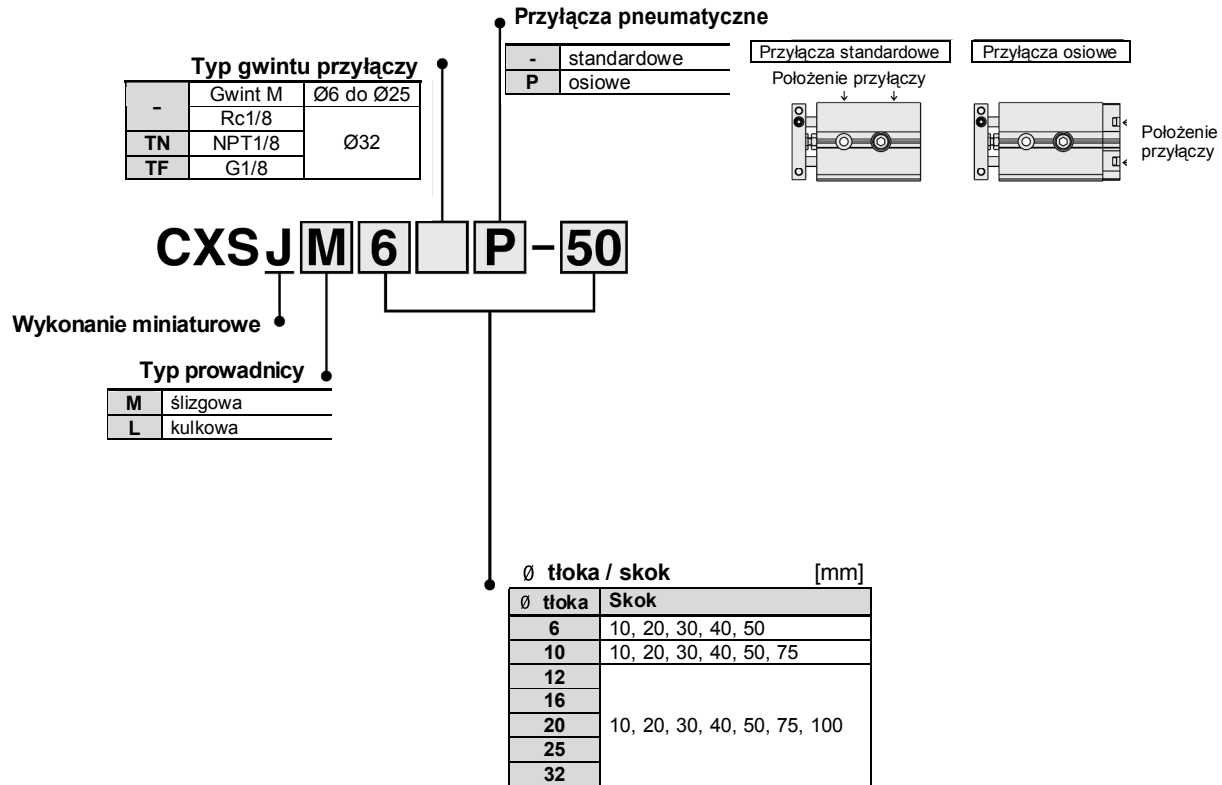 Przyłącza pneumatyczne
- standardowe
P osiowe
Przyłącza standardowe
Położenie przyłączy
Przyłącza osiowe
Położenie
przyłączy
Typ gwintu przyłączy
- Gwint M Ø6 do Ø25
Rc1/8
TN NPT1/8 Ø32
TF G1/8
CXSJM6 P-50
Wykonanie miniaturowe
Typ prowadnicy
M ślizgowa
L kulkowa
Ø tłoka / skok [mm]
Ø tłoka Skok
6 10, 20, 30, 40, 50
10 10, 20, 30, 40, 50, 75
12
16
20 10, 20, 30, 40, 50, 75, 100
25
32